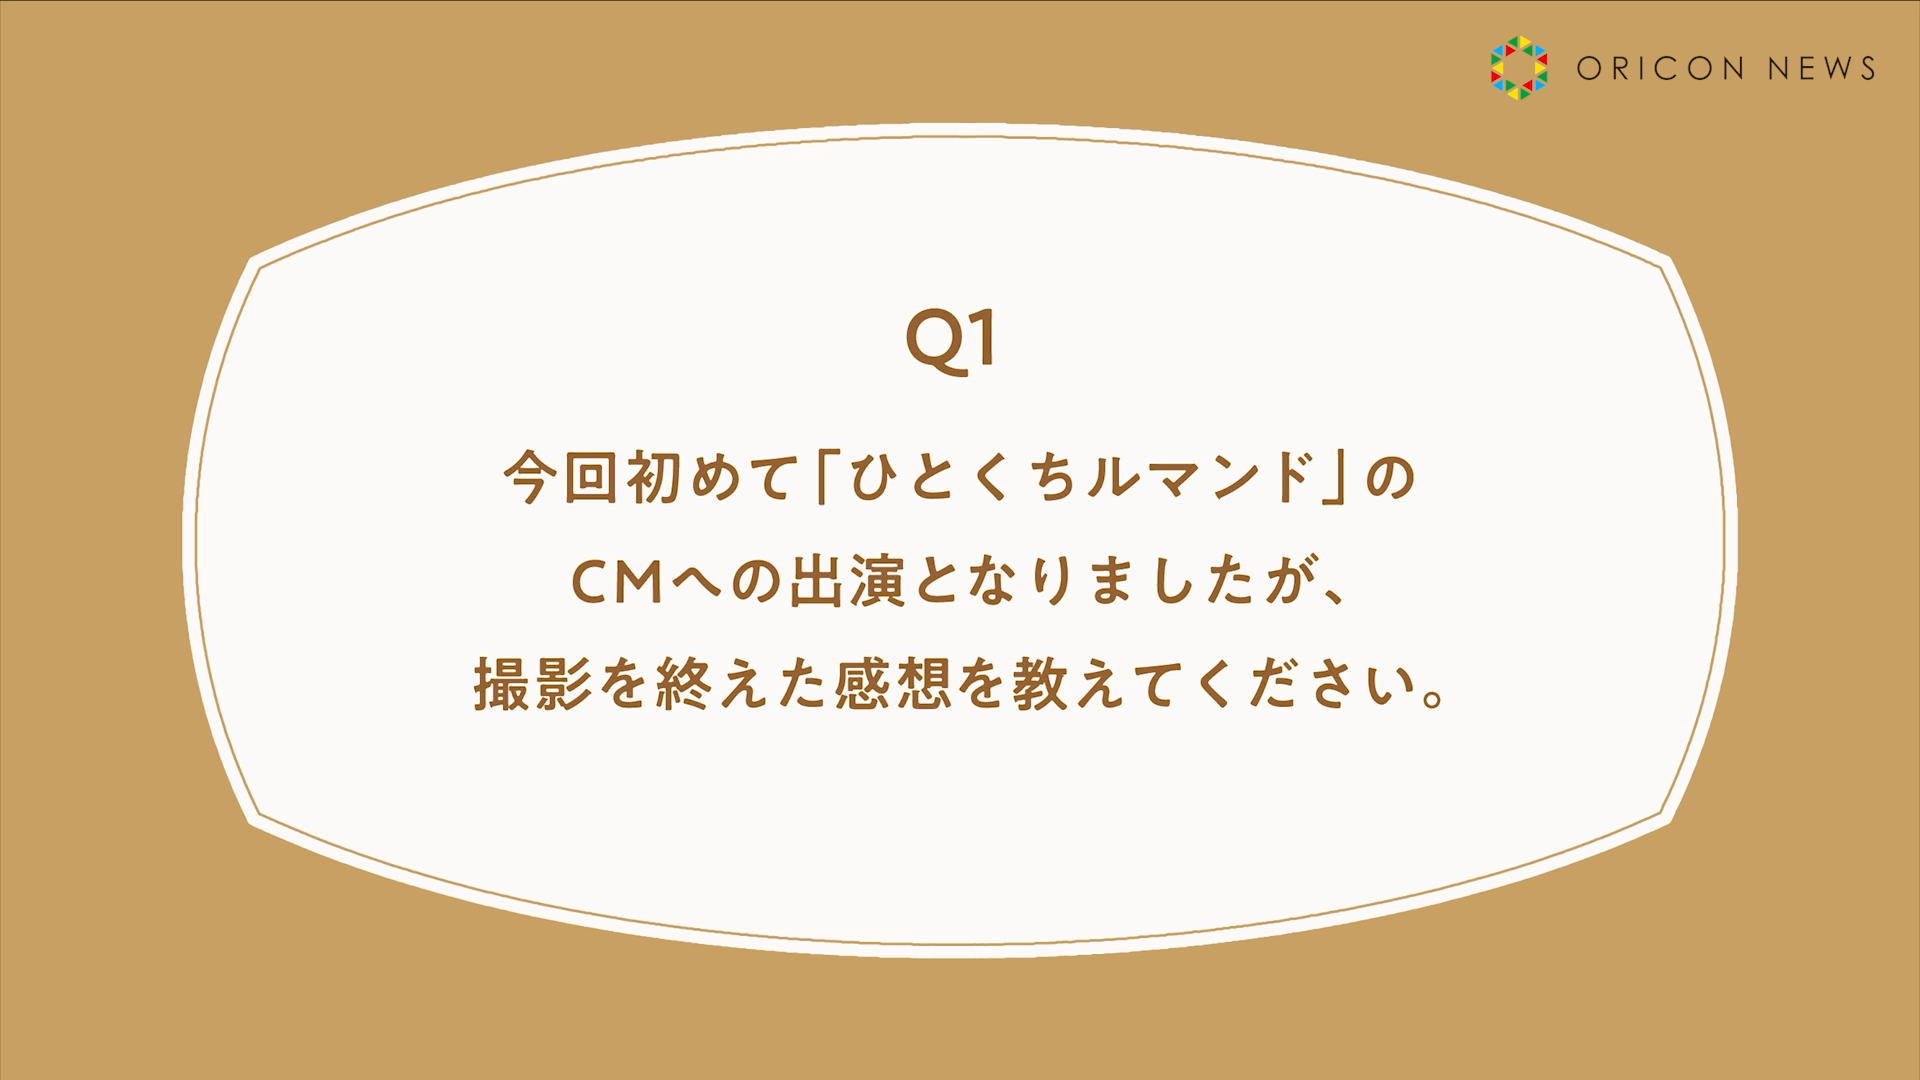 ORICON NEWS
Q1
今回初めて「ひとくちルマンド」の
CMへの出演となりましたが、
撮影を終えた感想を教えてください。